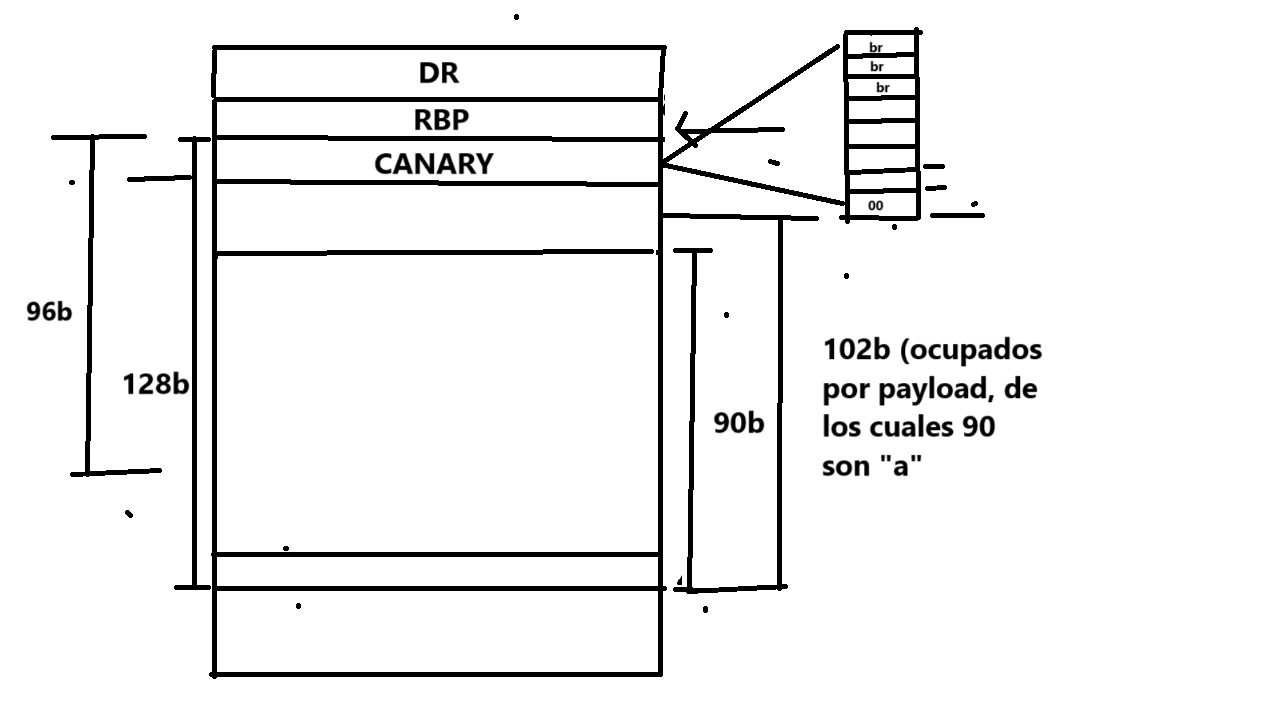 br
br
DR
br
RBP
CANARY
00
96b
102b (ocupados
por payload, de
128b
90b
los cuales 90
son "a"